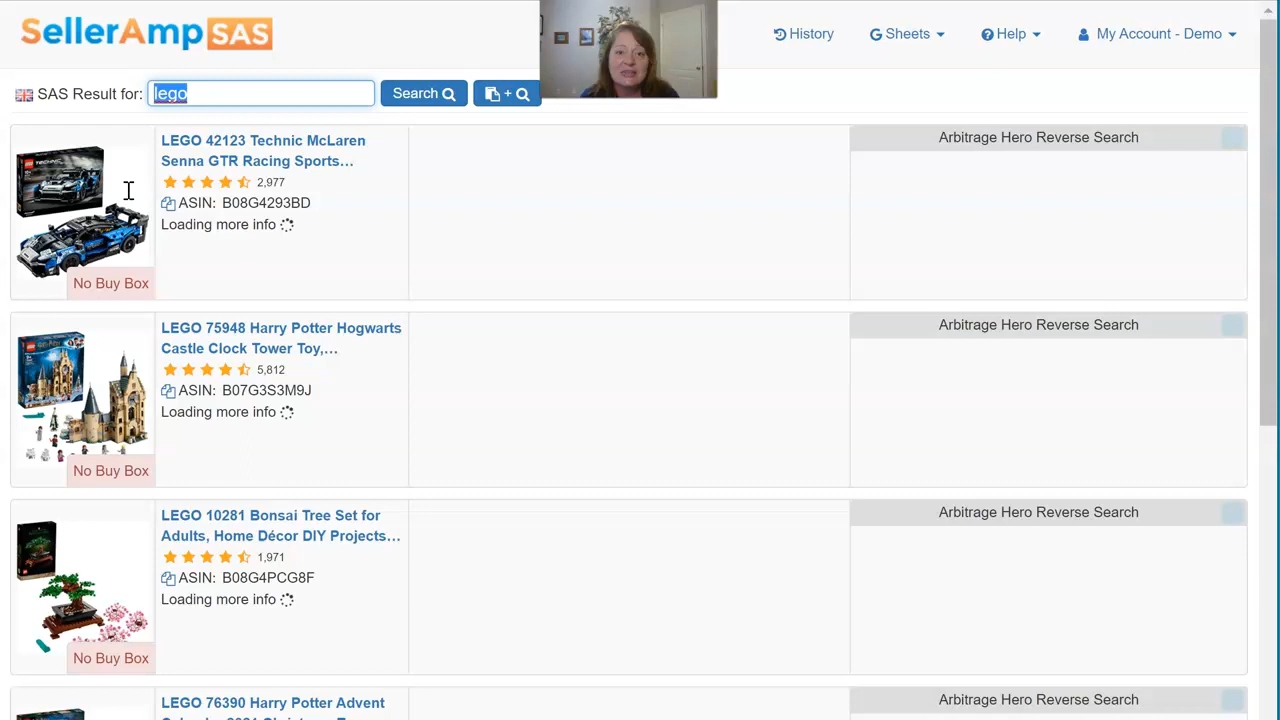 SellerAmp SAS
History
Sheets
Help
My Account - Demo
SAS Result for: lego
Search
+
LEGO 42123 Technic McLaren
Senna GTR Racing Sports…
2,977
ASIN: B08G4293BD
Loading more info
No Buy Box
Arbitrage Hero Reverse Search
LEGO 75948 Harry Potter Hogwarts
Castle Clock Tower Toy,…
5,812
ASIN: B07G3S3M9J
Loading more info
No Buy Box
Arbitrage Hero Reverse Search
LEGO 10281 Bonsai Tree Set for
Adults, Home Décor DIY Projects…
1,971
ASIN: B08G4PCG8F
Loading more info
No Buy Box
Arbitrage Hero Reverse Search
LEGO 76390 Harry Potter Advent
Arbitrage Hero Reverse Search